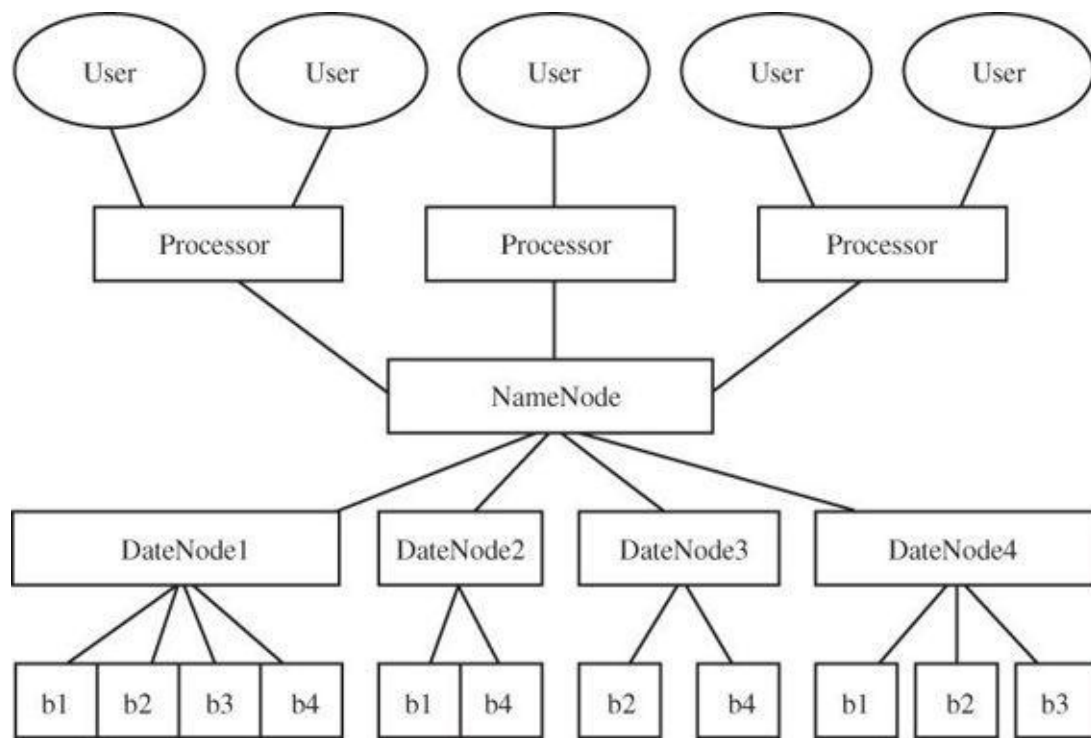 User User User User User
Processor Processor Processor
NameNode
DateNode1 DateNode2 DateNode3 DateNode4
b1 b2 b3 b4 b1 b4 b2 b4 b1 b2 b3